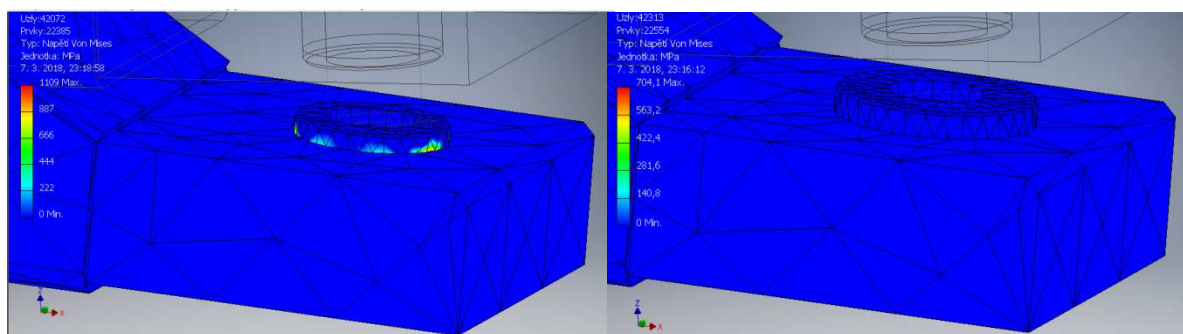 Uzly:42072
Prvky:22385
Typ: Napětí Von Mises
Jednotka: MPa
7. 3. 2018, 23:18:58
1109 Max.
887
666
444
222
0 Min.
Z
X
Uzly:42313
Prvky:22554
Typ: Napětí Von Mises
Jednotka: MPa
7. 3. 2018, 23:16:12
704,1 Max.
563,2
422,4
281,6
140,8
0 Min.
Z
X